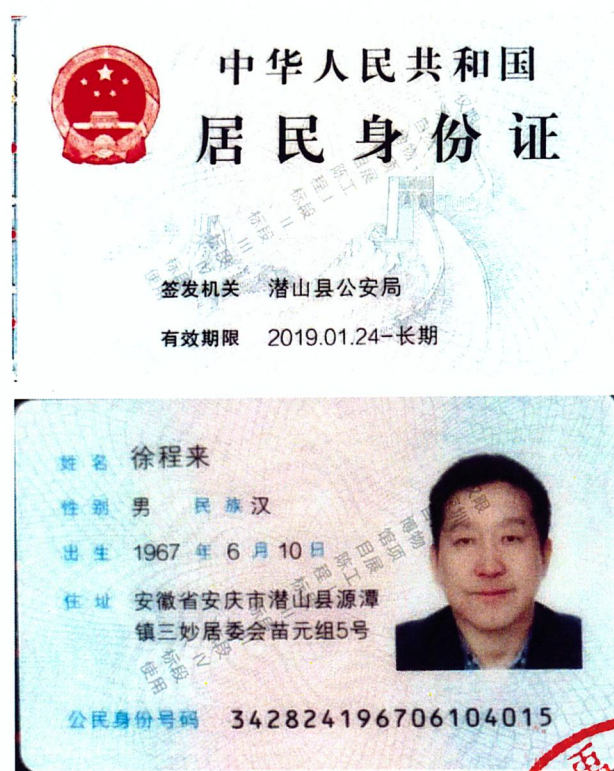 中华人民共和国
居民身份证
签发机关 潜山县公安局
有效期限 2019.01.24-长期
姓名 徐程来
性别 男 民族 汉
出生 1967 年 6 月 10 日
住址 安徽省安庆市潜山县源潭
镇三妙居委会苗元组5号
公民身份号码 342824196706104015